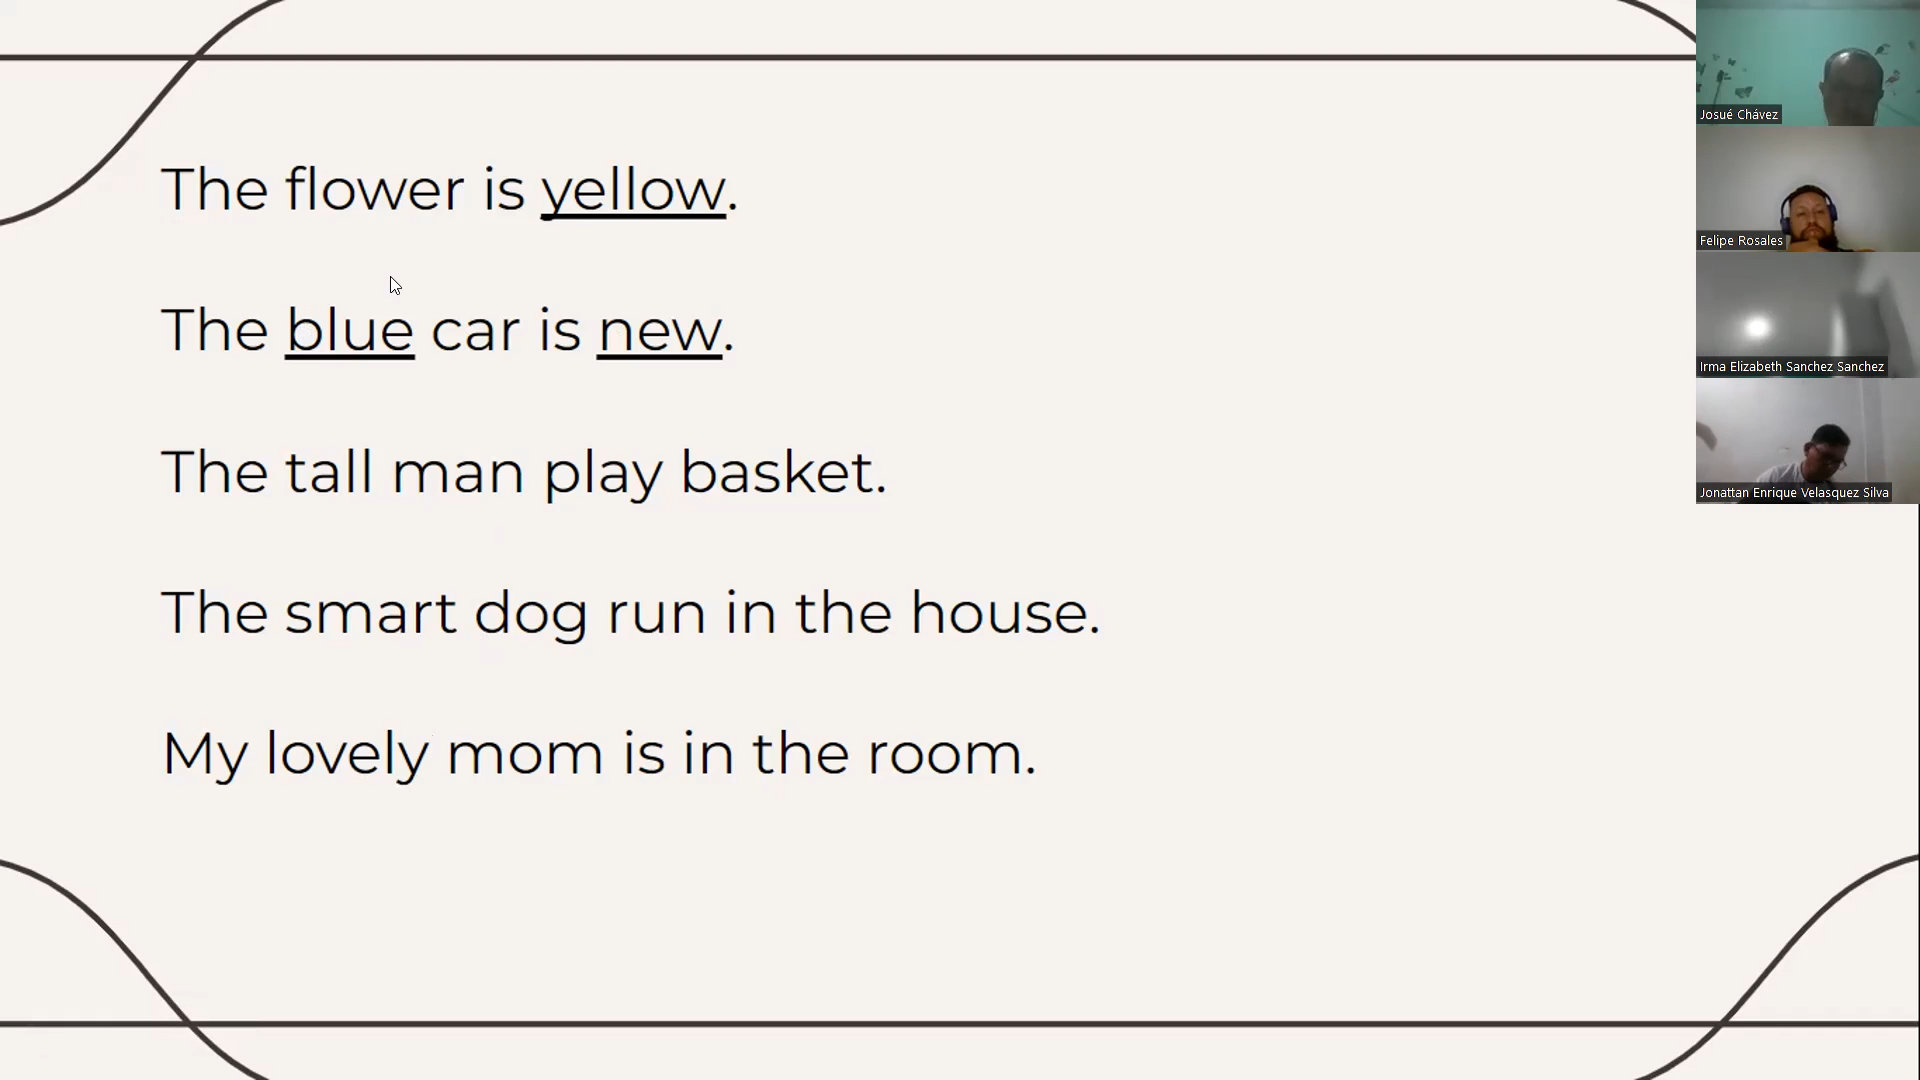 The flower is yellow.
The blue car is new.
The tall man play basket.
The smart dog run in the house.
My lovely mom is in the room.
Josué Chávez
Felipe Rosales
Irma Elizabeth Sanchez Sanchez
Jonattan Enrique Velasquez Silva